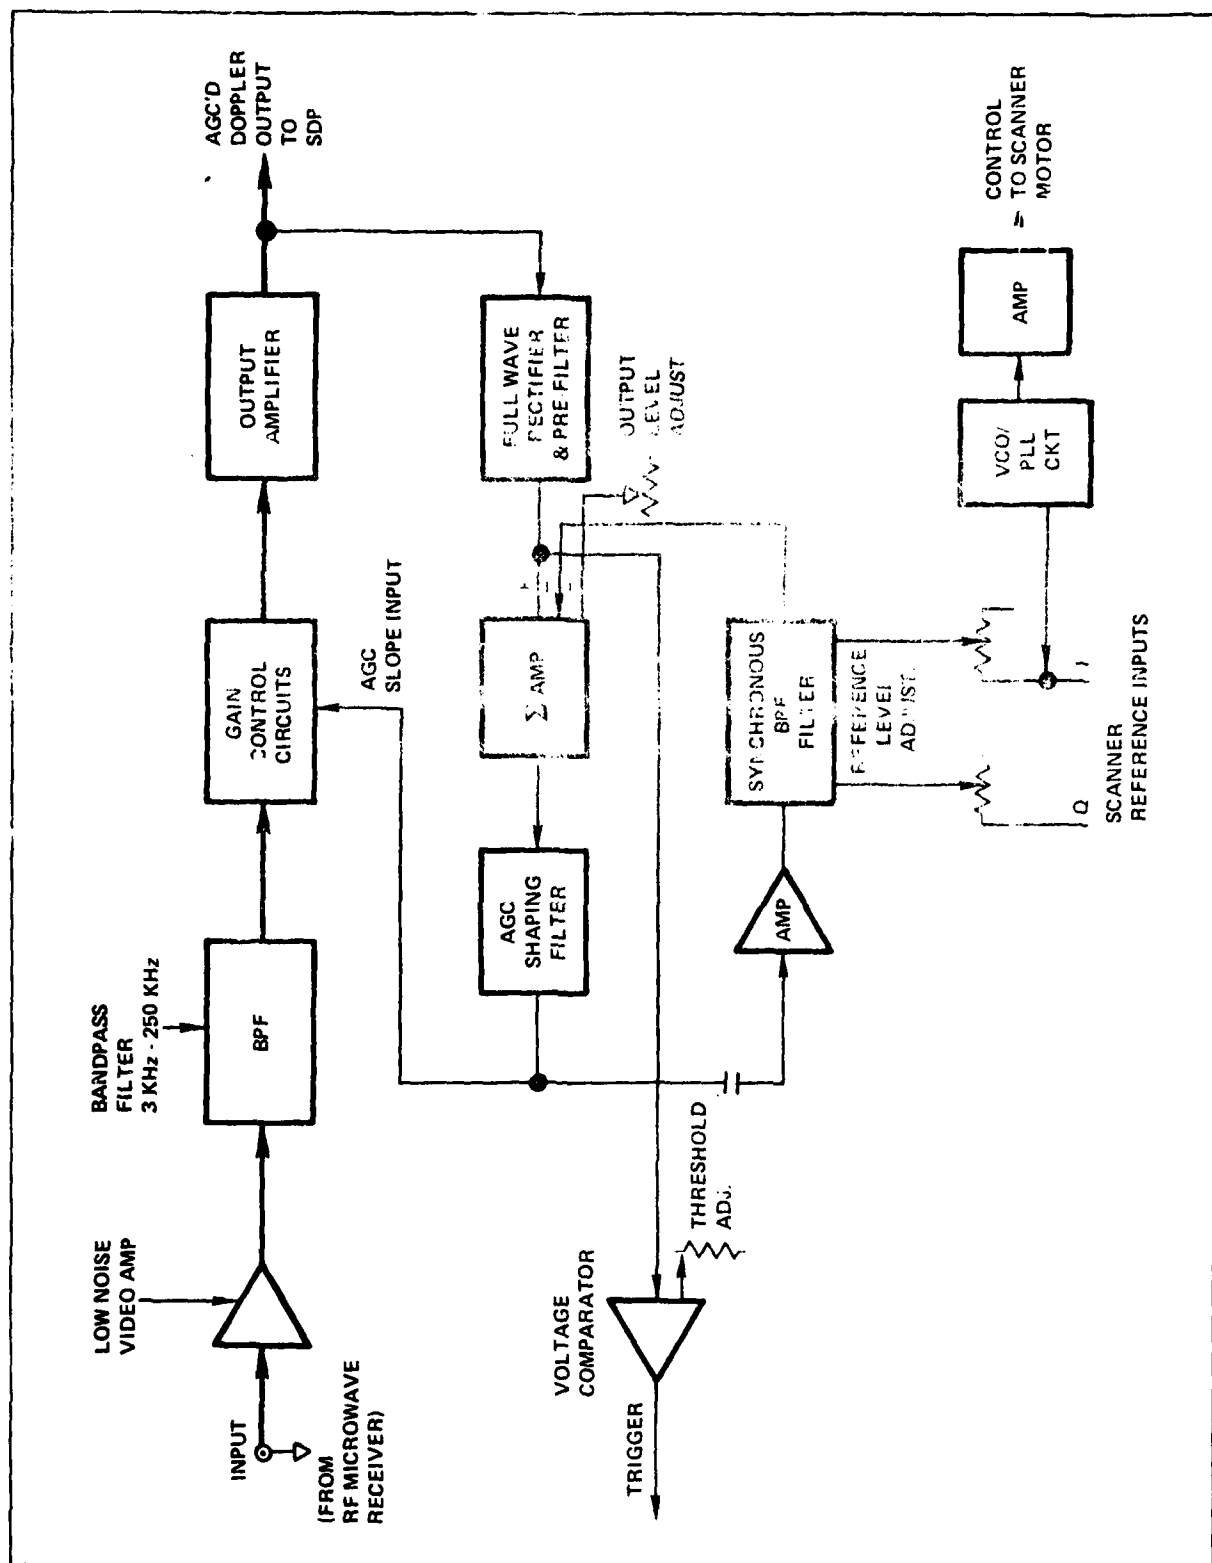 INPUT
(FROM
RF MICROWAVE
RECEIVER)
LOW NOISE
VIDEO AMP
BANDPASS
FILTER
3 KHz - 250 KHz
BPF
GAIN
CONTROL
CIRCUITS
OUTPUT
AMPLIFIER
AGC'D
DOPPLER
OUTPUT
TO
SDP
AGC
SLOPE INPUT
AGC
SHAPING
FILTER
Σ AMP
FULL WAVE
RECTIFIER
& PRE-FILTER
OUTPUT
LEVEL
ADJUST
TRIGGER
VOLTAGE
COMPARATOR
THRESHOLD
ADJ.
AMP
SYNCHRONOUS
BPF
FILTER
REFERENCE
LEVEL
ADJUST.
Q
I
SCANNER
REFERENCE INPUTS
VCO/
PLL
CKT
AMP
= CONTROL
TO SCANNER
MOTOR